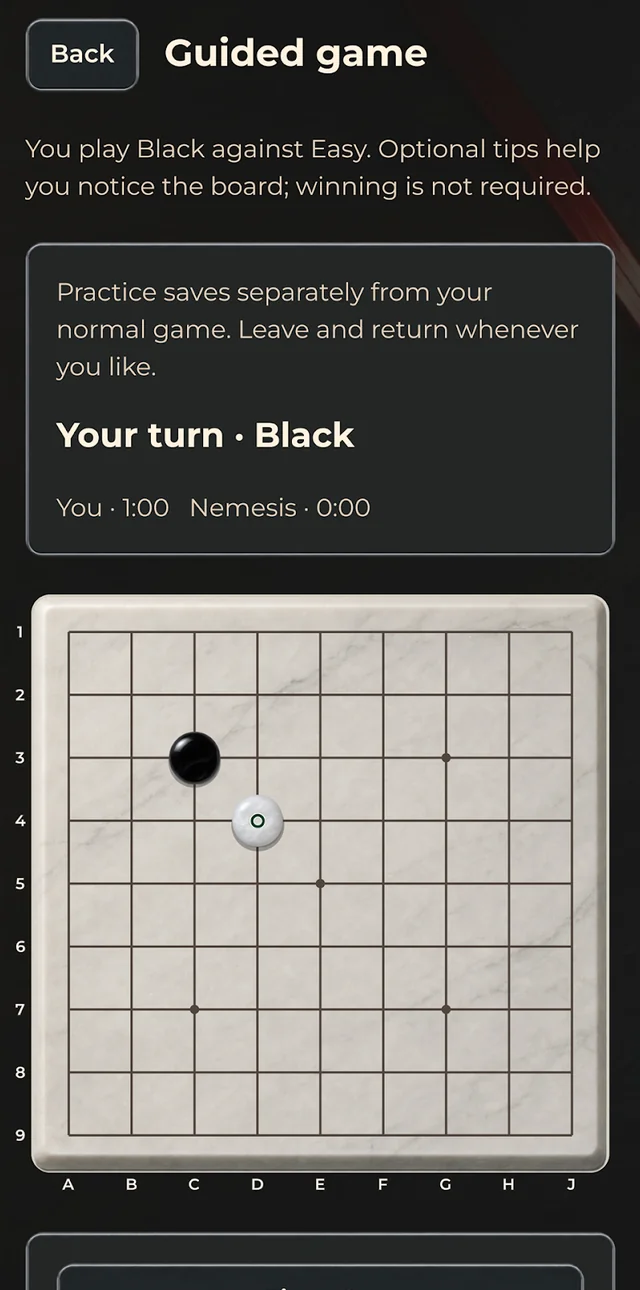 Back
Guided game
You play Black against Easy. Optional tips help
you notice the board; winning is not required.
Practice saves separately from your
normal game. Leave and return whenever
you like.
Your turn · Black
You · 1:00 Nemesis · 0:00
1
2
3
4
5
6
7
8
9
A B C D E F G H J